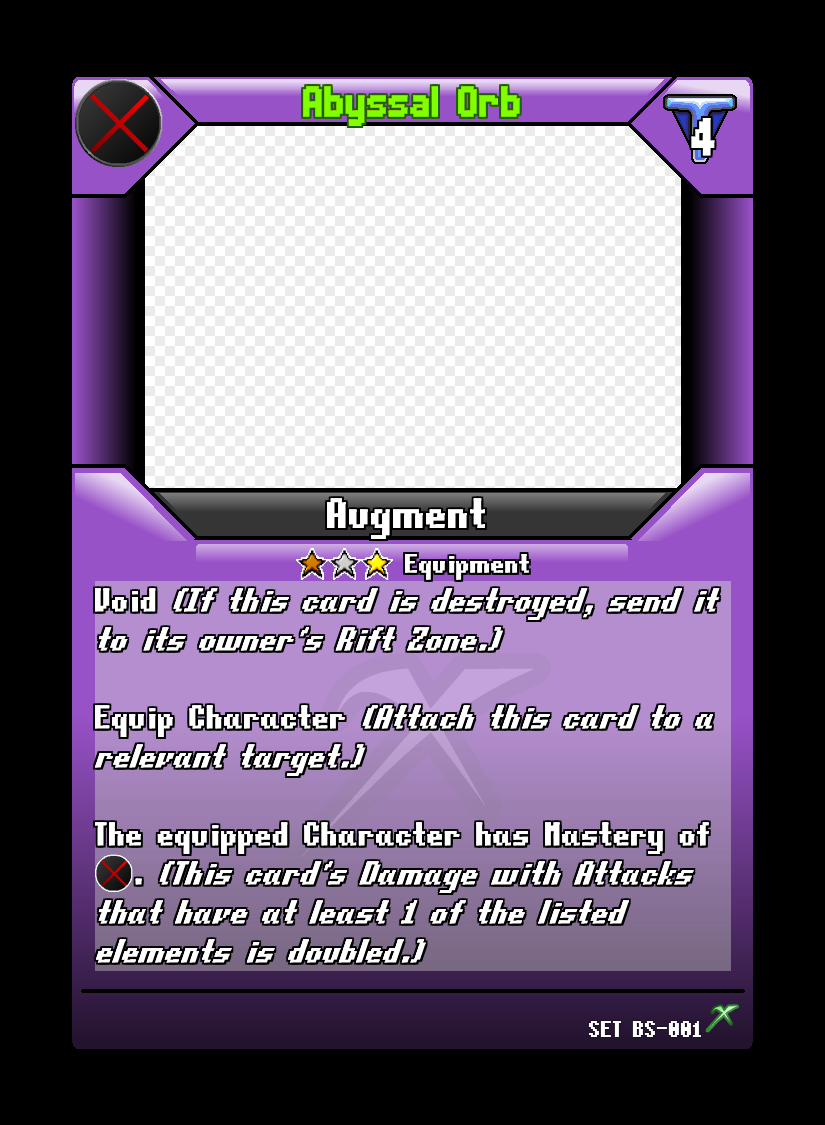 Abyssal Orb
4
Augment
Equipment
Void (If this card is destroyed, send it
to its owner's Rift Zone.)
Equip Character (Attach this card to a
relevant target.)
The equipped Character has Mastery of
. (This card's Damage with Attacks
that have at least 1 of the listed
elements is doubled.)
SET BS-001